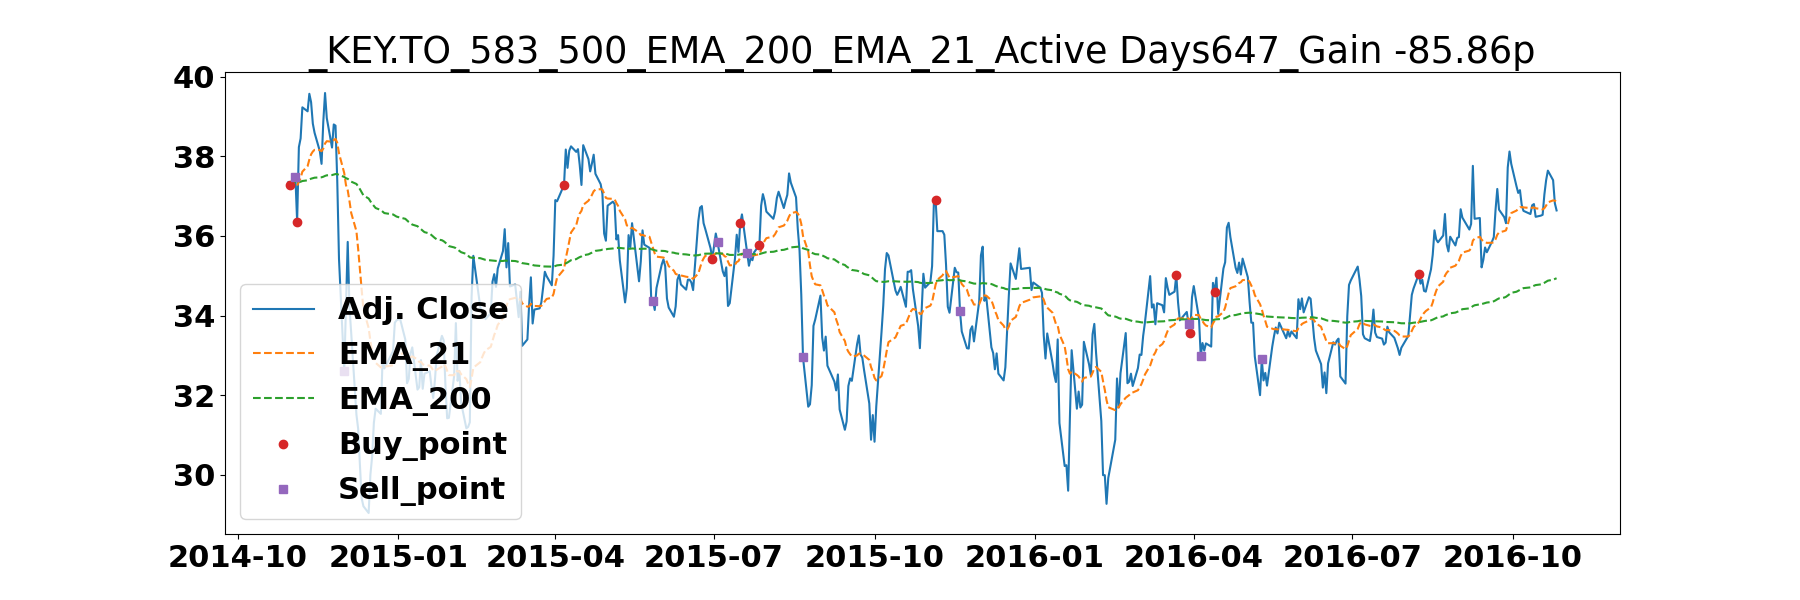 _KEY.TO_583_500_EMA_200_EMA_21_Active Days647_Gain -85.86p
40
38
36
34
32
30
Adj. Close
EMA_21
EMA_200
Buy_point
Sell_point
2014-10 2015-01 2015-04 2015-07 2015-10 2016-01 2016-04 2016-07 2016-10